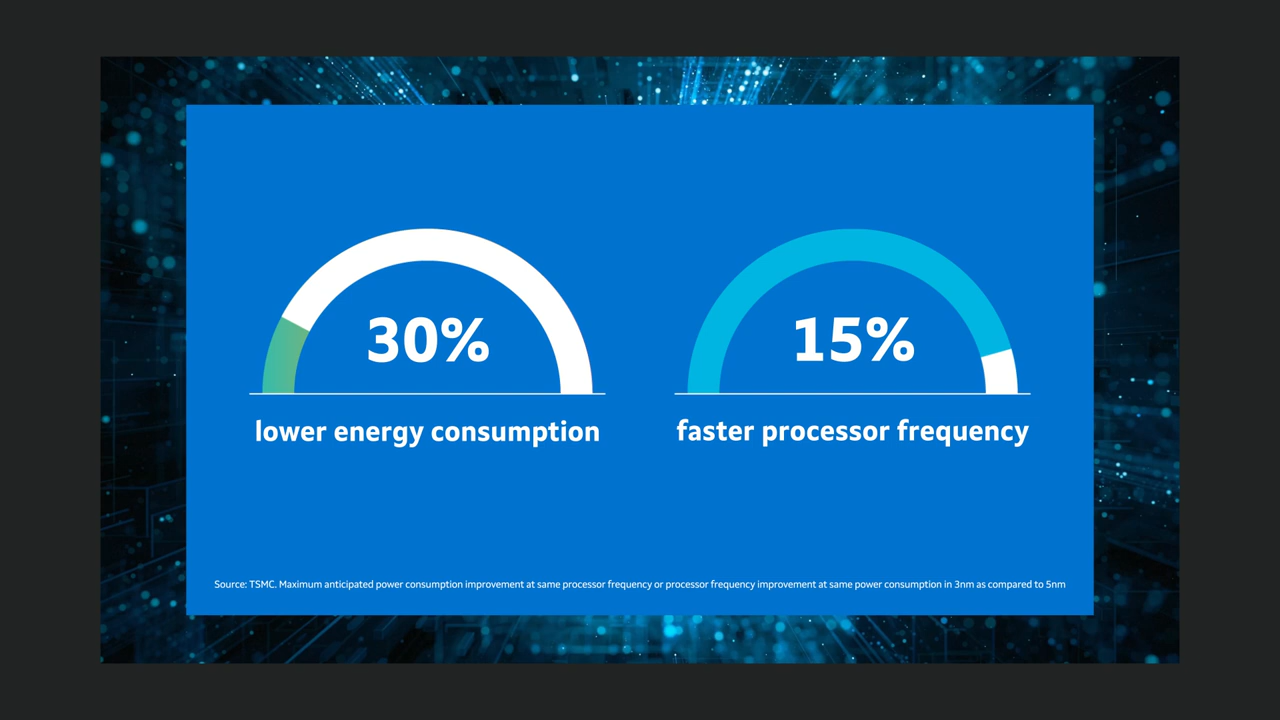 30%
lower energy consumption
15%
faster processor frequency
Source: TSMC. Maximum anticipated power consumption improvement at same processor frequency or processor frequency improvement at same power consumption in 3nm as compared to 5nm